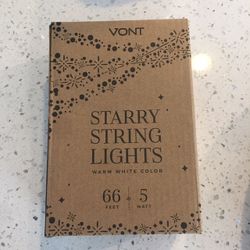 VONT
STARRY
STRING
LIGHTS
WARM WHITE COLOR
66 5
FEET WATT